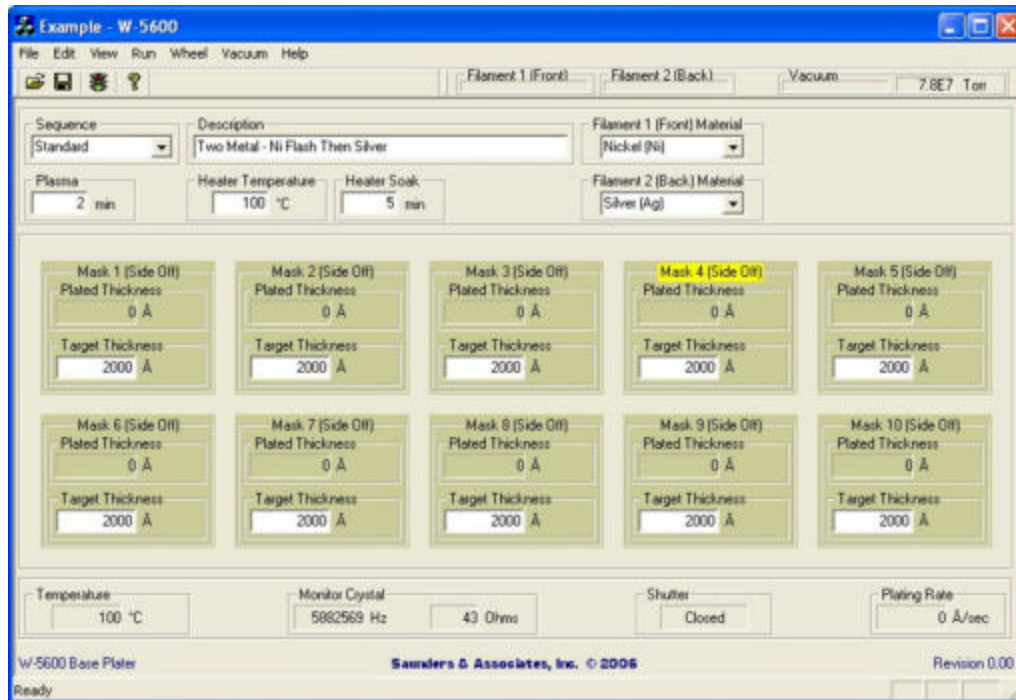 Example - W-5600
File Edit View Run Wheel Vacuum Help
Filament 1 (Front) Filament 2 (Back) Vacuum
7.8E7 Torr
Sequence Description Filament 1 (Front) Material
Standard Two Metal - Ni Flash Then Silver Nickel (Ni)
Plasma Heater Temperature Heater Soak Filament 2 (Back) Material
2 min 100 °C 5 min Silver (Ag)
Mask 1 (Side Off) Mask 2 (Side Off) Mask 3 (Side Off) Mask 4 (Side Off) Mask 5 (Side Off)
Plated Thickness Plated Thickness Plated Thickness Plated Thickness Plated Thickness
0 Å 0 Å 0 Å 0 Å 0 Å
Target Thickness Target Thickness Target Thickness Target Thickness Target Thickness
2000 Å 2000 Å 2000 Å 2000 Å 2000 Å
Mask 6 (Side Off) Mask 7 (Side Off) Mask 8 (Side Off) Mask 9 (Side Off) Mask 10 (Side Off)
Plated Thickness Plated Thickness Plated Thickness Plated Thickness Plated Thickness
0 Å 0 Å 0 Å 0 Å 0 Å
Target Thickness Target Thickness Target Thickness Target Thickness Target Thickness
2000 Å 2000 Å 2000 Å 2000 Å 2000 Å
Temperature Monitor Crystal Shutter Plating Rate
100 °C 5882569 Hz 43 Ohms Closed 0 Å/sec
W-5600 Base Plater Saunders & Associates, Inc. © 2006 Revision 0.00
Ready